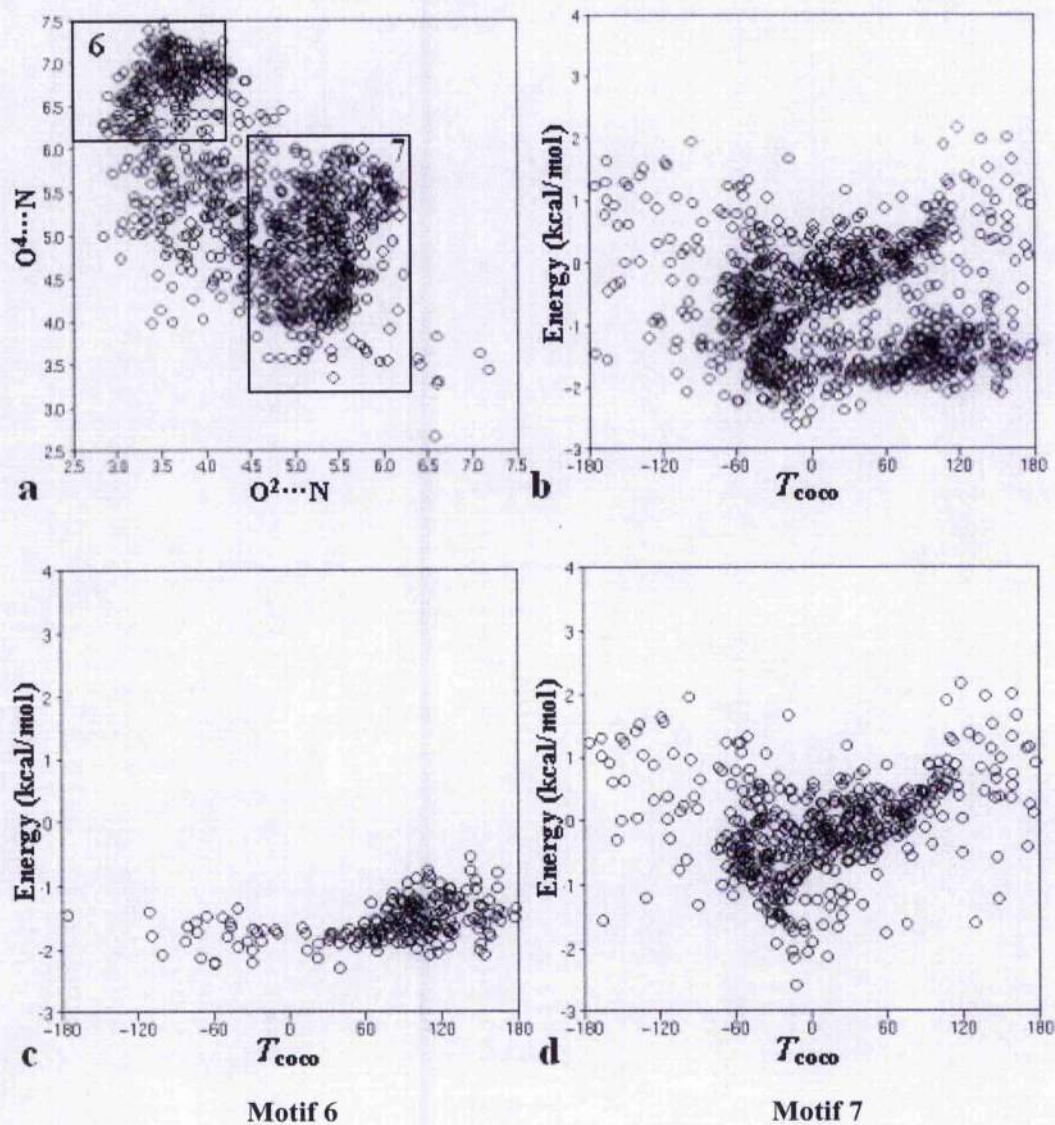 7.5
7.0
6.5
6.0
5.5
5.0
4.5
4.0
3.5
3.0
2.5
6
7
O⁴···N
2.5 3.0 3.5 4.0 4.5 5.0 5.5 6.0 6.5 7.0 7.5
a
O²···N
4
3
2
1
0
-1
-2
-3
Energy (kcal/mol)
-180 -120 -60 0 60 120 180
b
Tcoco
4
3
2
1
0
-1
-2
-3
Energy (kcal/mol)
-180 -120 -60 0 60 120 180
c
Tcoco
4
3
2
1
0
-1
-2
-3
Energy (kcal/mol)
-180 -120 -60 0 60 120 180
d
Tcoco
Motif 6
Motif 7